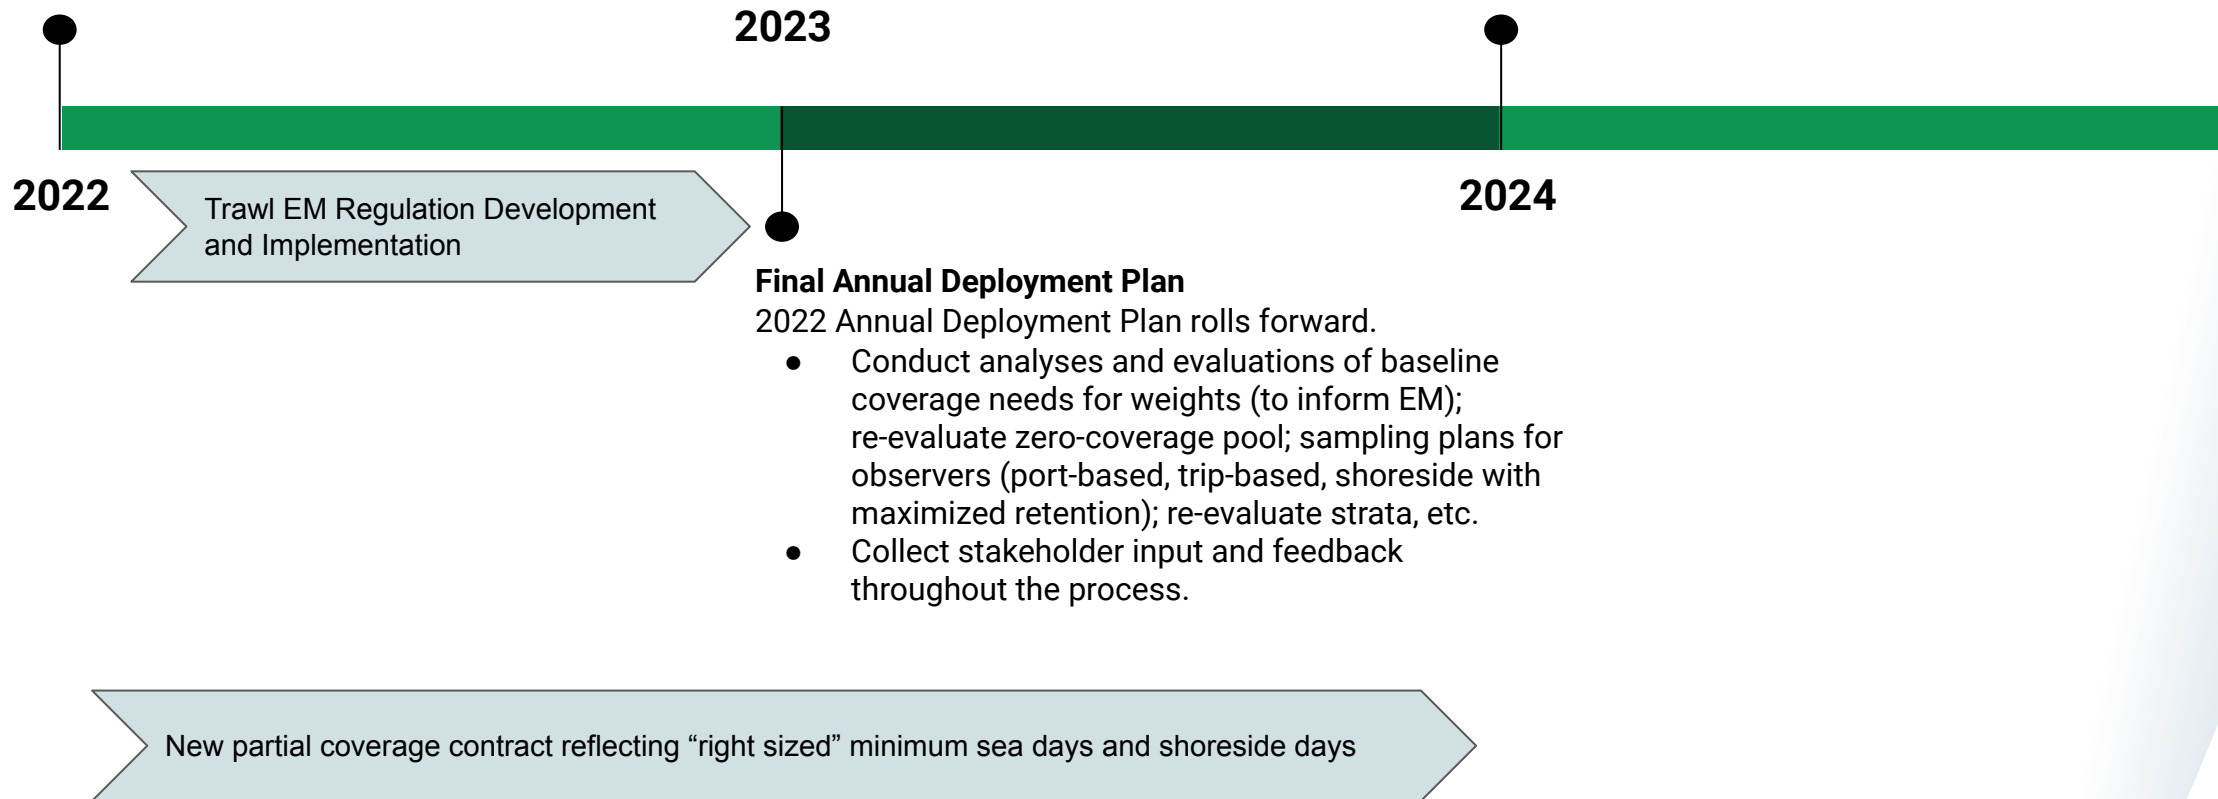 2023
2022
2024
Trawl EM Regulation Development
and Implementation
Final Annual Deployment Plan
2022 Annual Deployment Plan rolls forward.
● Conduct analyses and evaluations of baseline
coverage needs for weights (to inform EM);
re-evaluate zero-coverage pool; sampling plans for
observers (port-based, trip-based, shoreside with
maximized retention); re-evaluate strata, etc.
● Collect stakeholder input and feedback
throughout the process.
New partial coverage contract reflecting “right sized” minimum sea days and shoreside days